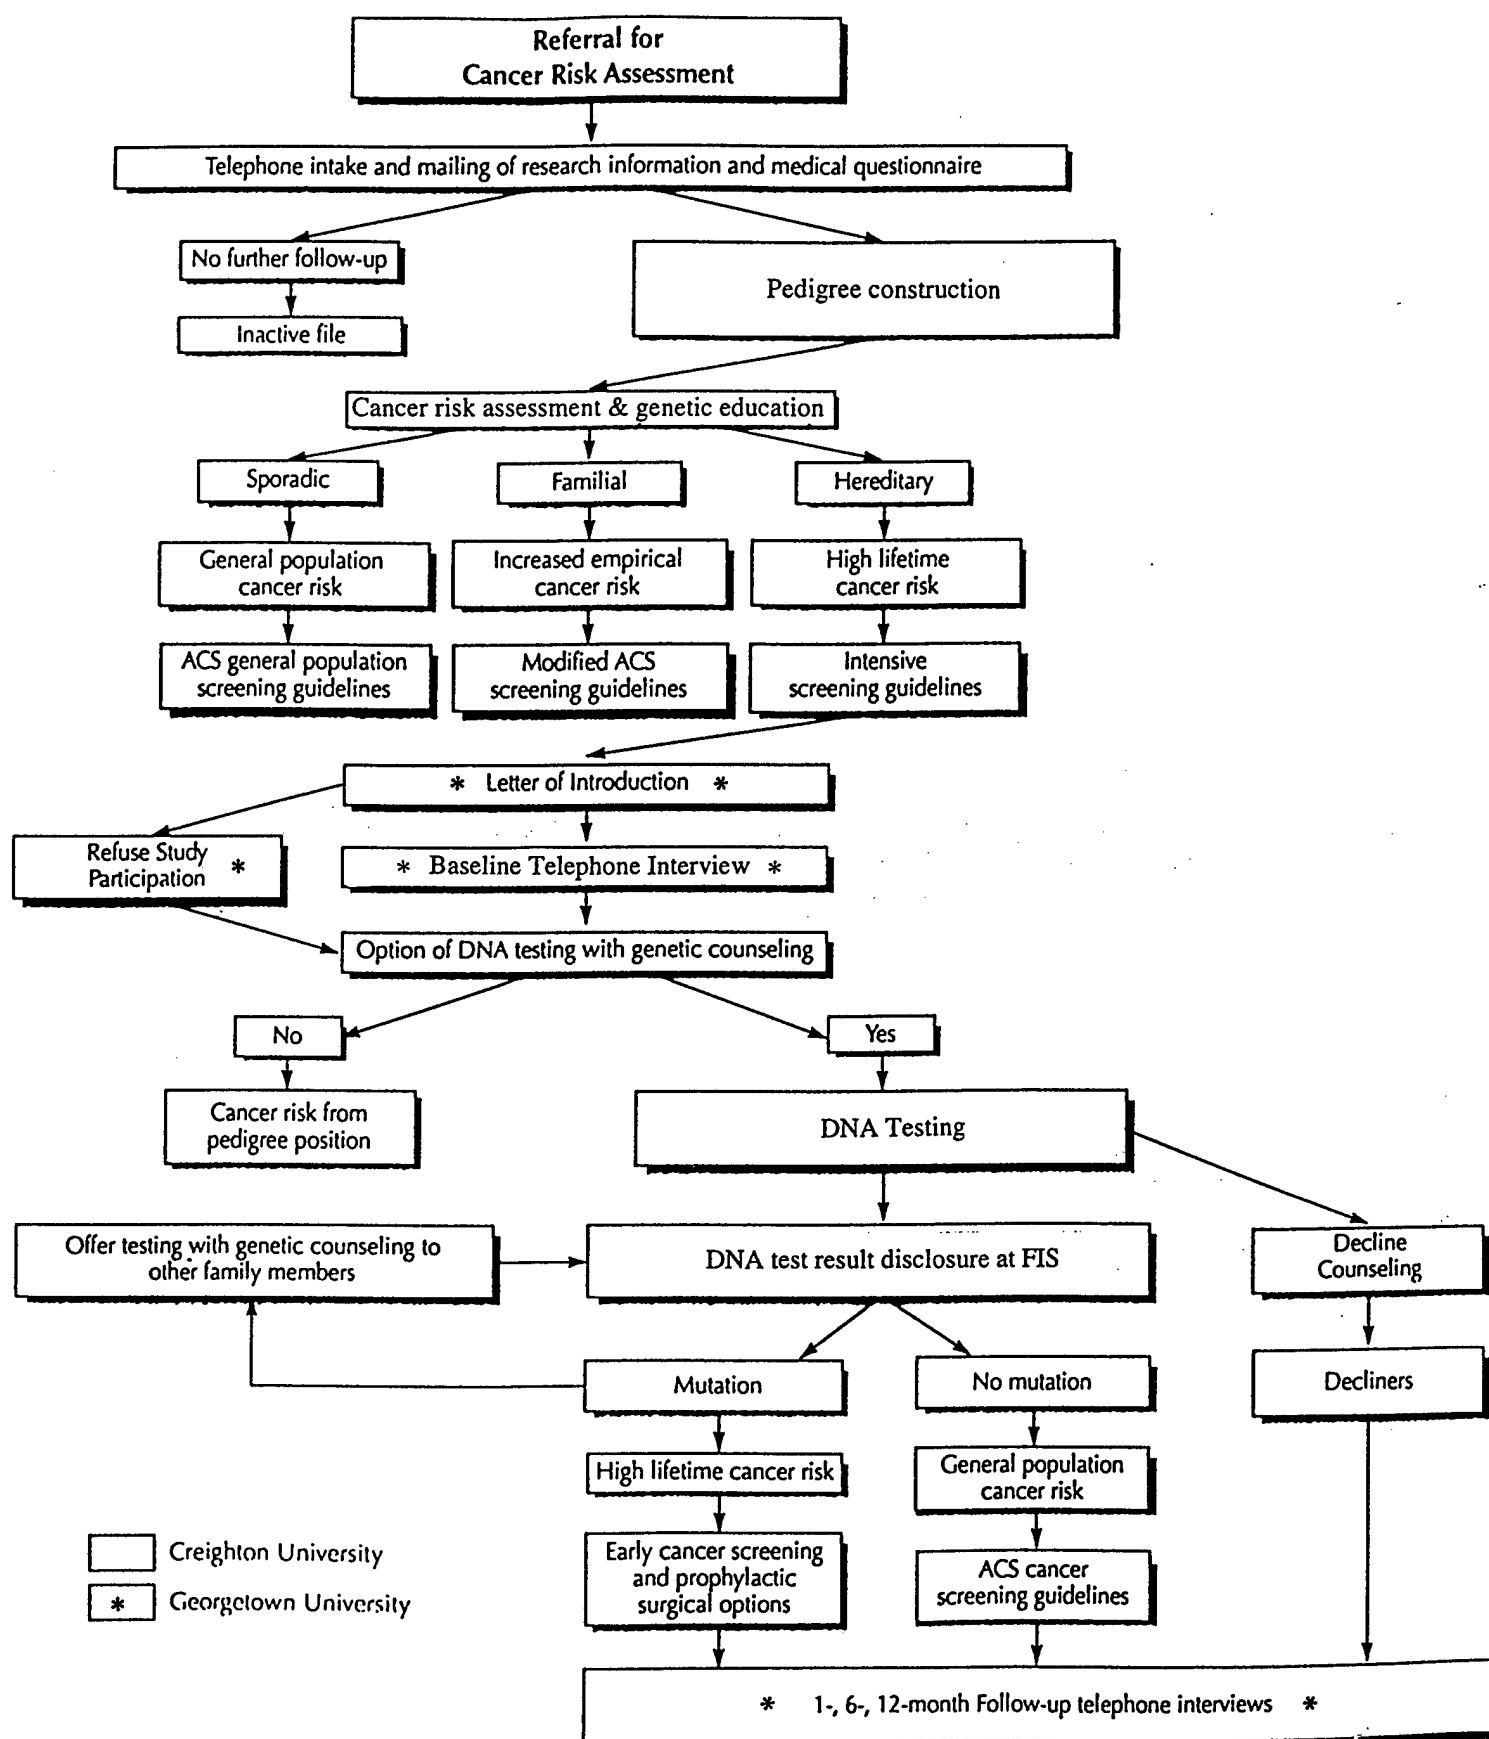 Referral for
Cancer Risk Assessment
Telephone intake and mailing of research information and medical questionnaire
No further follow-up
Pedigree construction
Inactive file
Cancer risk assessment & genetic education
Sporadic
Familial
Hereditary
General population
cancer risk
Increased empirical
cancer risk
High lifetime
cancer risk
ACS general population
screening guidelines
Modified ACS
screening guidelines
Intensive
screening guidelines
* Letter of Introduction *
Refuse Study
Participation *
* Baseline Telephone Interview *
Option of DNA testing with genetic counseling
No
Yes
Cancer risk from
pedigree position
DNA Testing
Offer testing with genetic counseling to
other family members
DNA test result disclosure at FIS
Decline
Counseling
Mutation
No mutation
Decliners
High lifetime cancer risk
General population
cancer risk
Early cancer screening
and prophylactic
surgical options
ACS cancer
screening guidelines
Creighton University
* Georgetown University
* 1-, 6-, 12-month Follow-up telephone interviews *